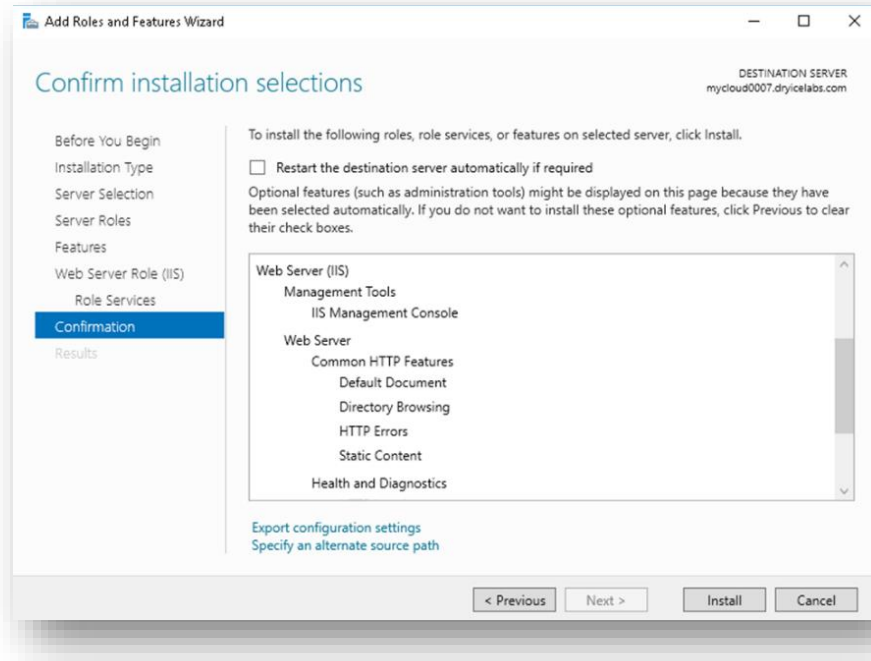 Add Roles and Features Wizard
Confirm installation selections
DESTINATION SERVER
mycloud0007.dryicelabs.com
Before You Begin
Installation Type
Server Selection
Server Roles
Features
Web Server Role (IIS)
Role Services
Confirmation
Results
To install the following roles, role services, or features on selected server, click Install.
Restart the destination server automatically if required
Optional features (such as administration tools) might be displayed on this page because they have
been selected automatically. If you do not want to install these optional features, click Previous to clear
their check boxes.
Web Server (IIS)
Management Tools
IIS Management Console
Web Server
Common HTTP Features
Default Document
Directory Browsing
HTTP Errors
Static Content
Health and Diagnostics
Export configuration settings
Specify an alternate source path
< Previous
Next >
Install
Cancel